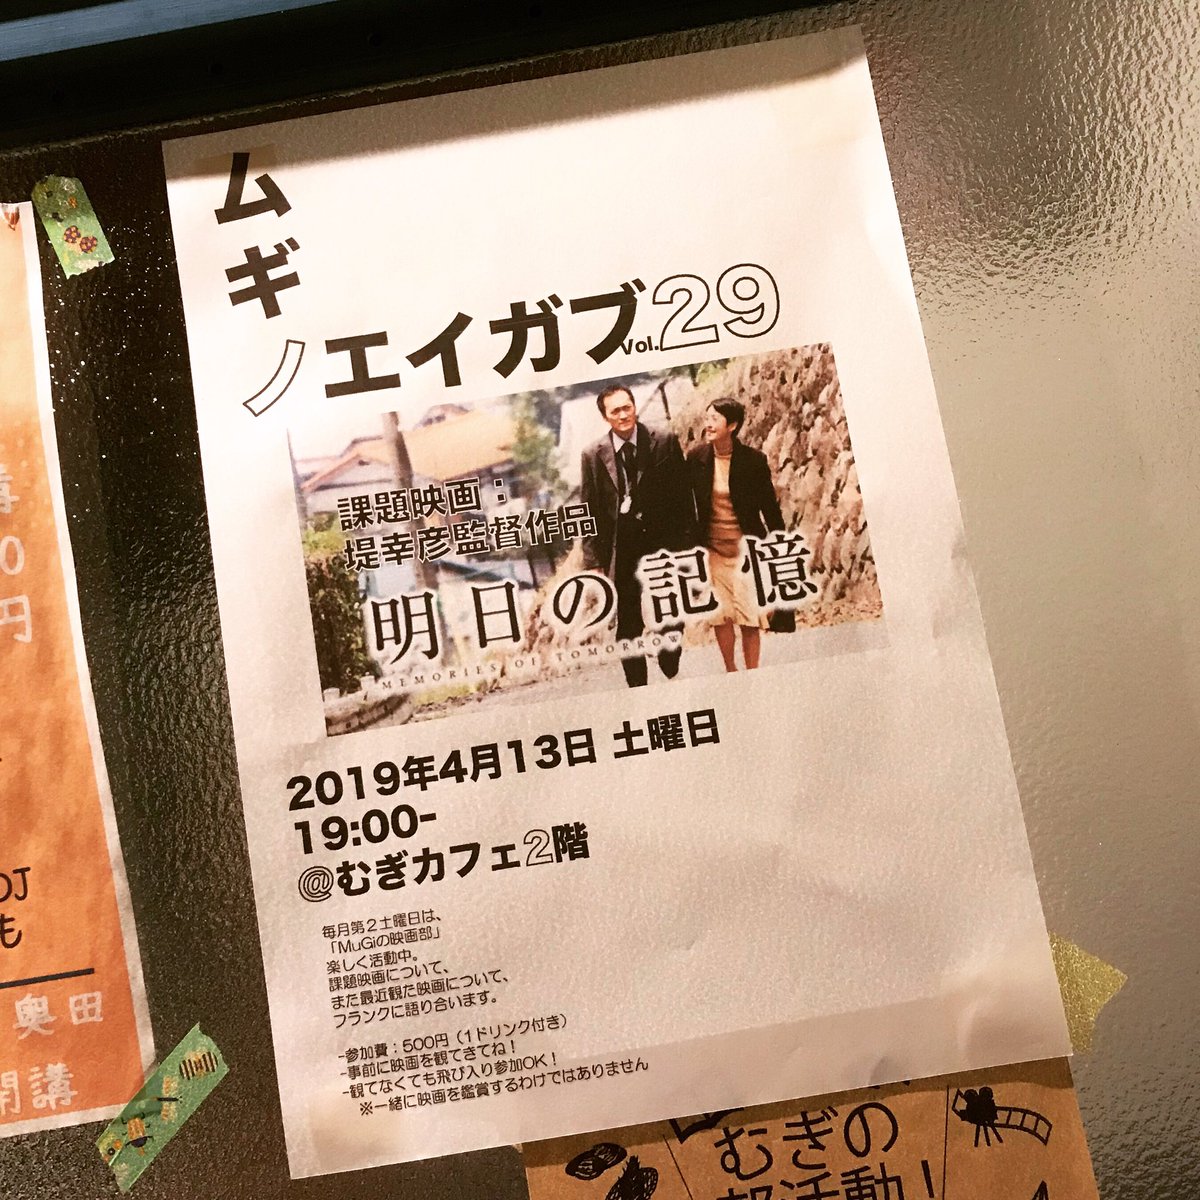 ムギノエイガブ Vol.29
課題映画：
堤幸彦監督作品
明日の記憶
MEMORIES OF TOMORROW
2019年4月13日 土曜日
19:00-
@むぎカフェ2階
毎月第２土曜日は、
「MuGiの映画部」
楽しく活動中。
課題映画について、
また最近観た映画について、
フランクに語り合います。
-参加費：500円（1ドリンク付き）
-事前に映画を観てきてね！
-観てなくても飛び入り参加OK！
※一緒に映画を鑑賞するわけではありません
円
DJ
も
奥田
開講
むぎの
部活動！